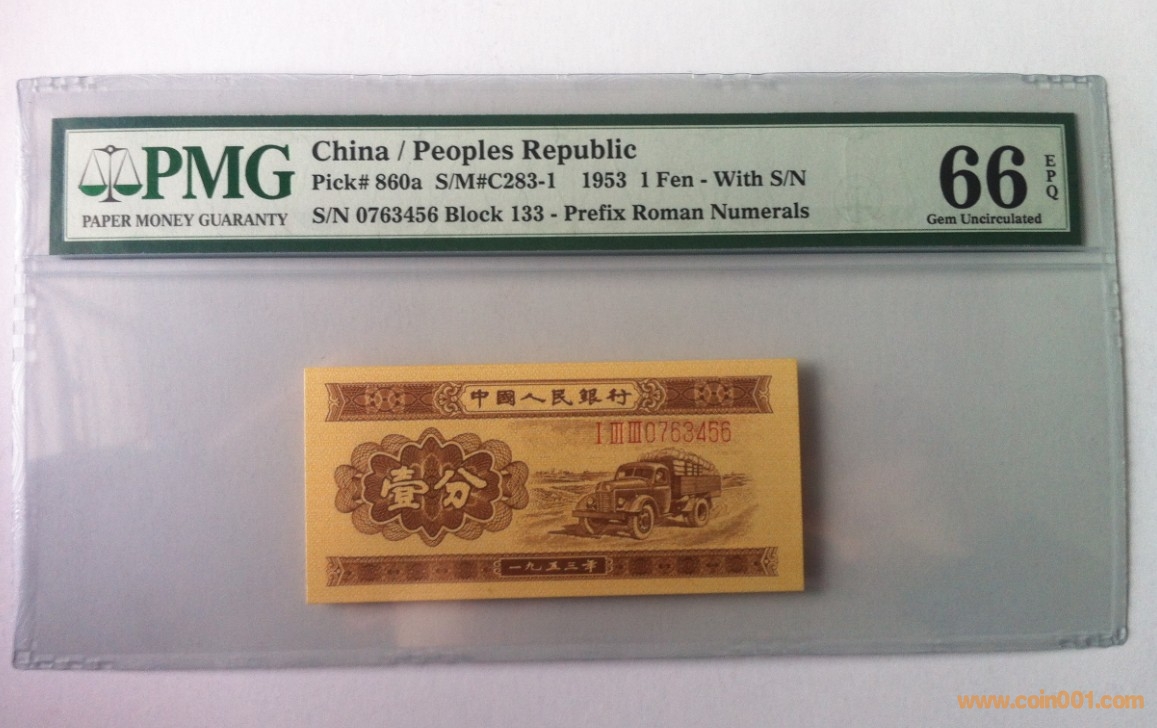 PMG
PAPER MONEY GUARANTY
China / Peoples Republic
Pick# 860a S/M#C283-1 1953 1 Fen - With S/N
S/N 0763456 Block 133 - Prefix Roman Numerals
66
EPQ
Gem Uncirculated
中國人民銀行
I III III 0763456
壹分
一九五三年
www.coin001.com